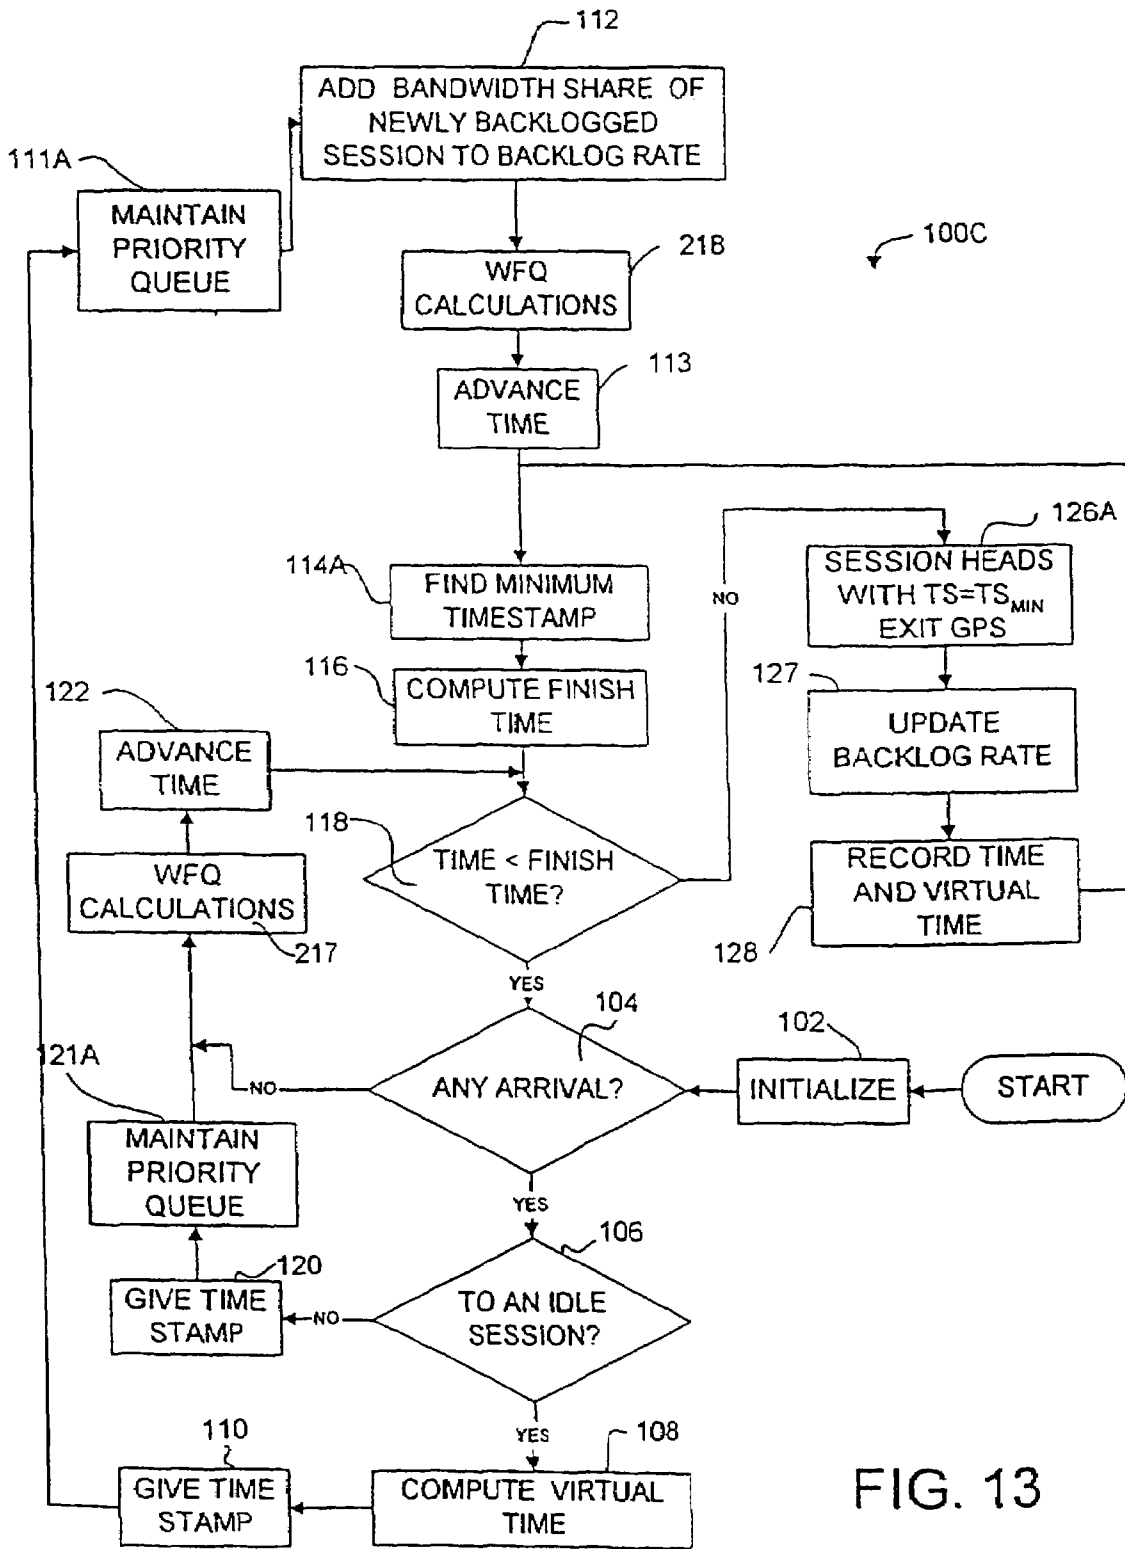 112
ADD BANDWIDTH SHARE OF
NEWLY BACKLOGGED
SESSION TO BACKLOG RATE
111A
MAINTAIN
PRIORITY
QUEUE
218
WFQ
CALCULATIONS
100C
113
ADVANCE
TIME
114A
FIND MINIMUM
TIMESTAMP
NO
126A
SESSION HEADS
WITH TS=TSMIN
EXIT GPS
116
COMPUTE FINISH
TIME
127
UPDATE
BACKLOG RATE
122
ADVANCE
TIME
118
TIME < FINISH
TIME?
RECORD TIME
AND VIRTUAL
TIME
128
WFQ
CALCULATIONS
217
YES
104
ANY ARRIVAL?
NO
102
INITIALIZE
START
121A
MAINTAIN
PRIORITY
QUEUE
YES
106
TO AN IDLE
SESSION?
NO
120
GIVE TIME
STAMP
YES
108
COMPUTE VIRTUAL
TIME
110
GIVE TIME
STAMP
FIG. 13